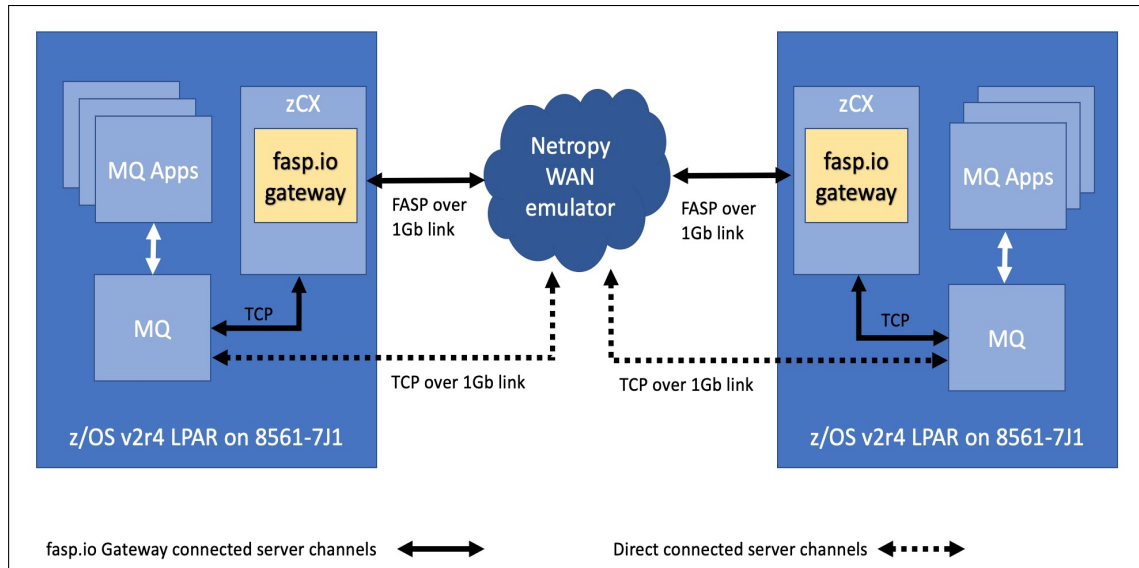 zCX
fasp.io
gateway
MQ Apps
MQ
TCP
z/OS v2r4 LPAR on 8561-7J1
FASP over
1Gb link
Netropy
WAN
emulator
FASP over
1Gb link
TCP over 1Gb link
TCP over 1Gb link
zCX
fasp.io
gateway
MQ Apps
TCP
MQ
z/OS v2r4 LPAR on 8561-7J1
fasp.io Gateway connected server channels
Direct connected server channels